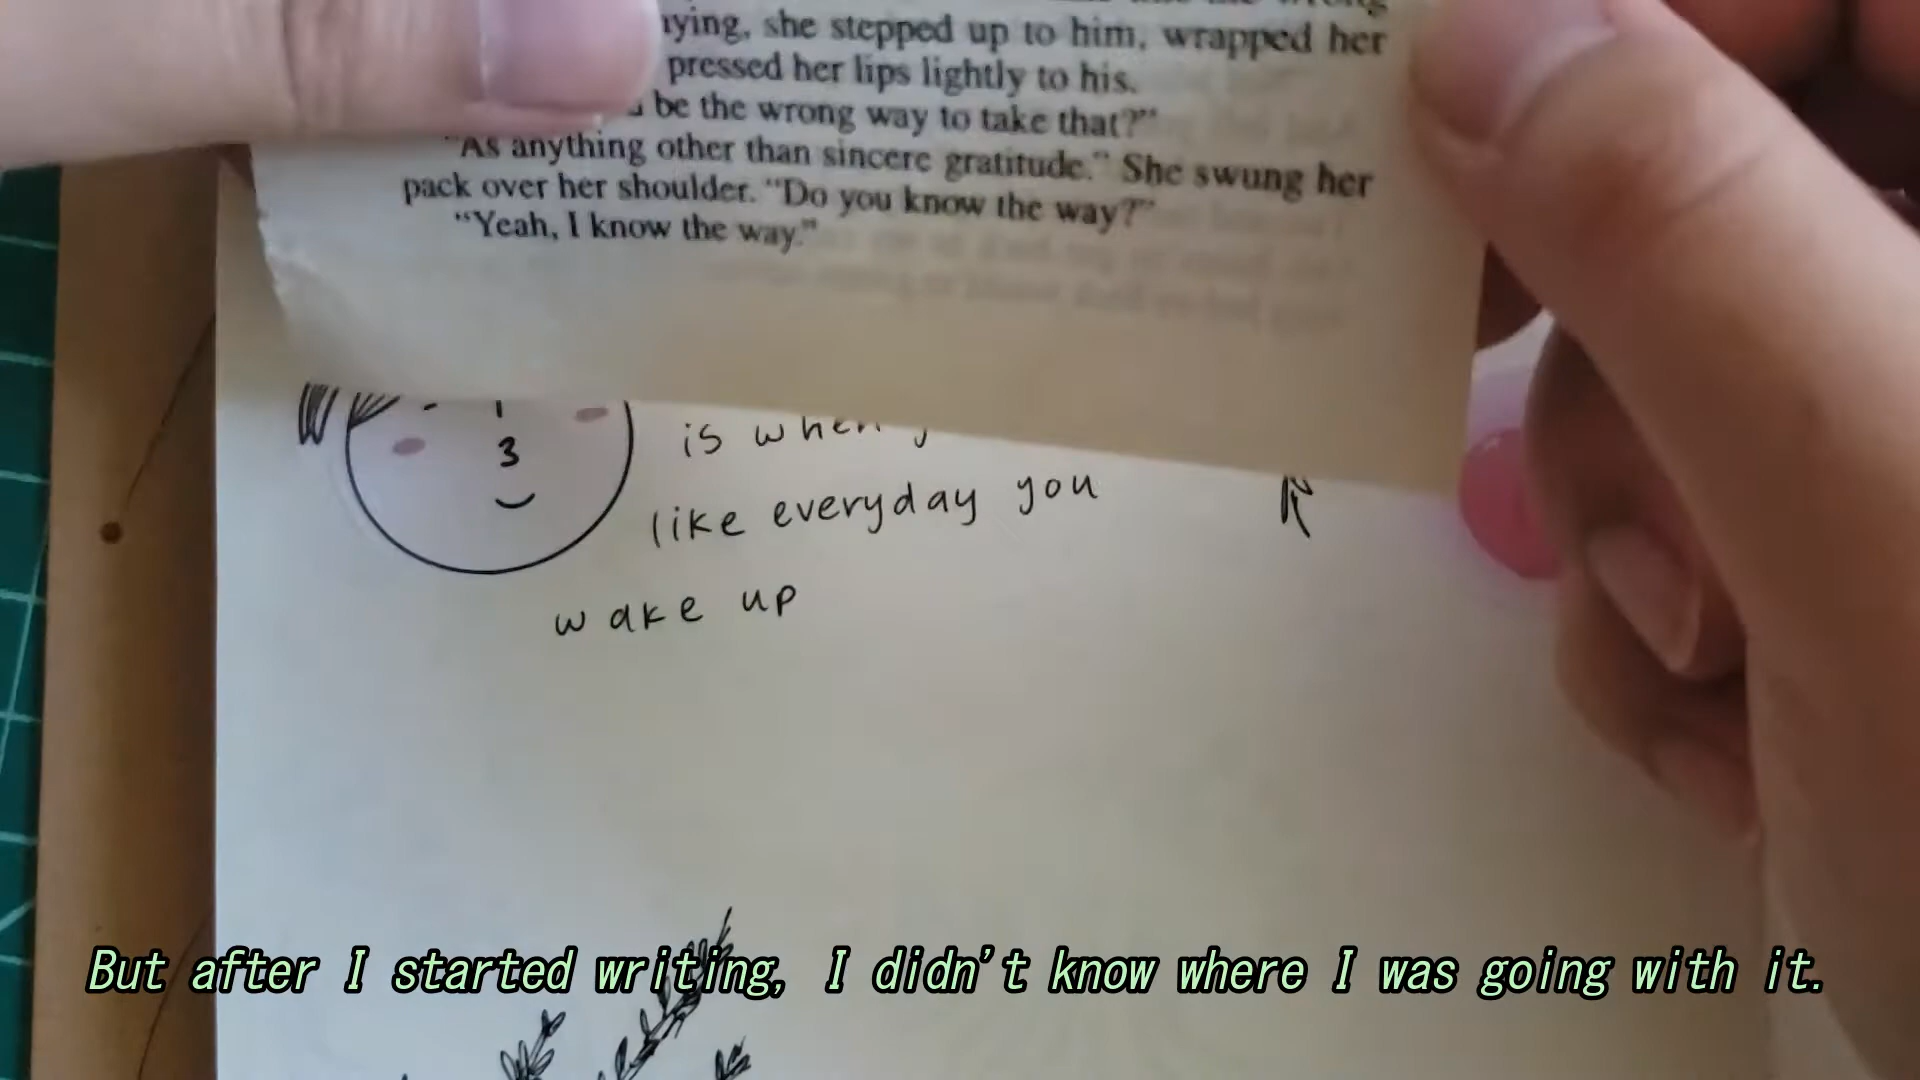 she stepped up to him, wrapped her
pressed her lips lightly to his.
be the wrong way to take that?”
“As anything other than sincere gratitude.” She swung her
pack over her shoulder. “Do you know the way?”
“Yeah, I know the way.”
is when
like everyday you
wake up
But after I started writing, I didn't know where I was going with it.